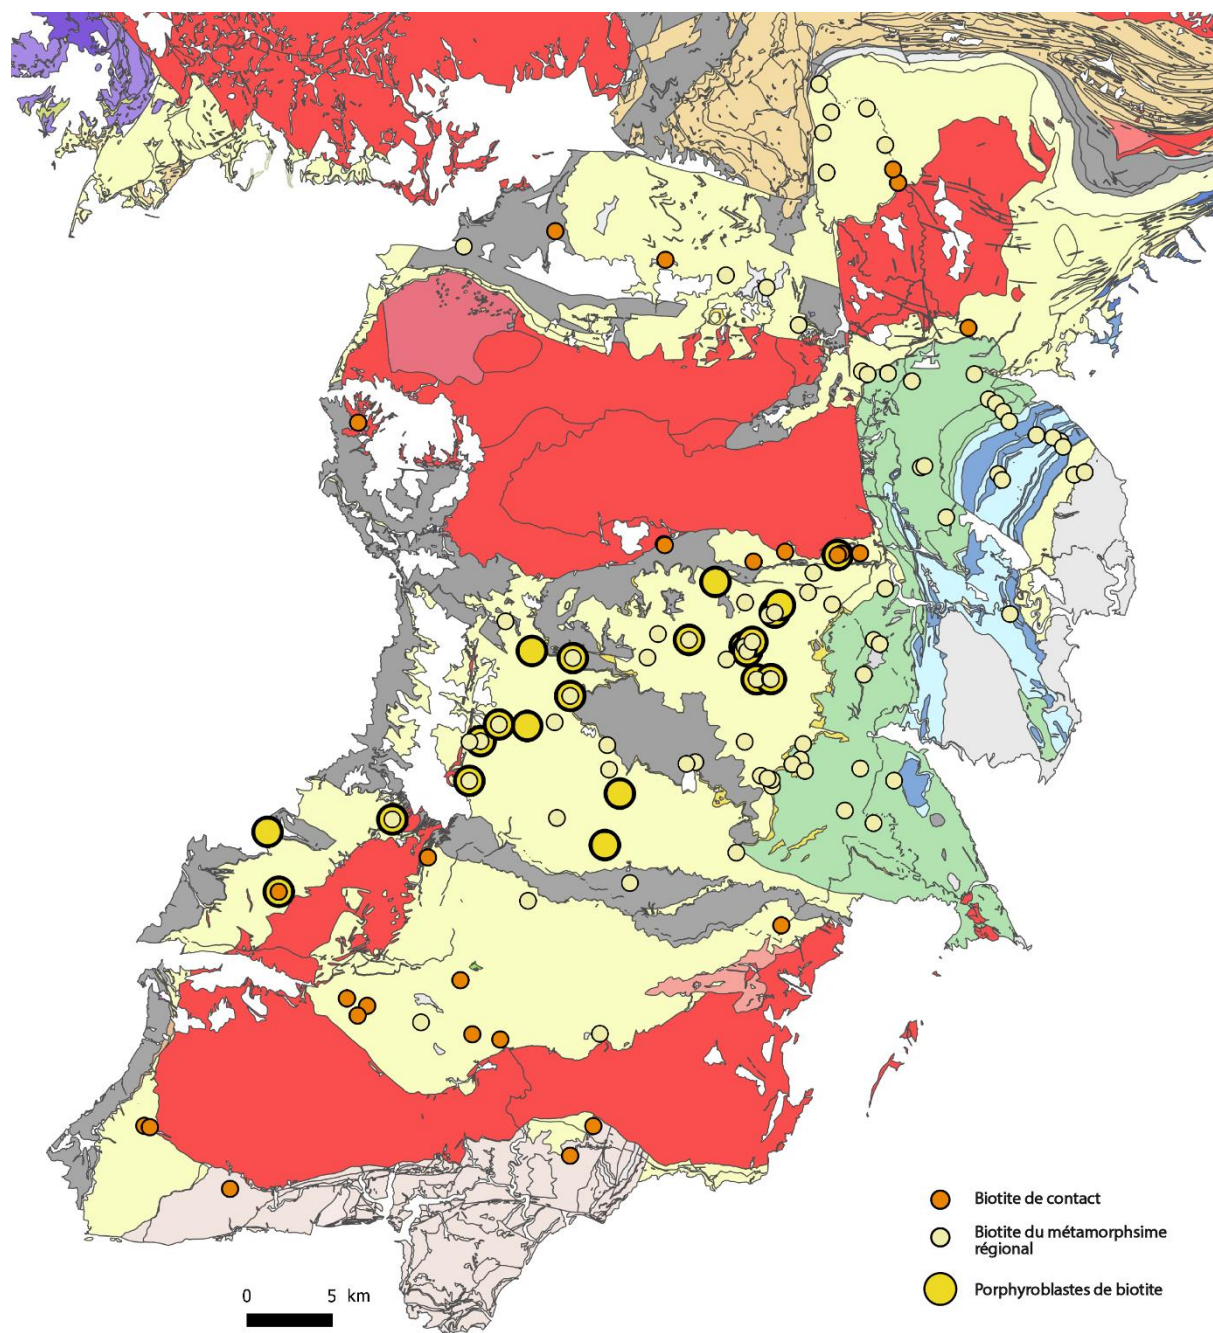 Biotite de contact
Biotite du métamorphsime
régional
Porphyroblastes de biotite
0 5 km